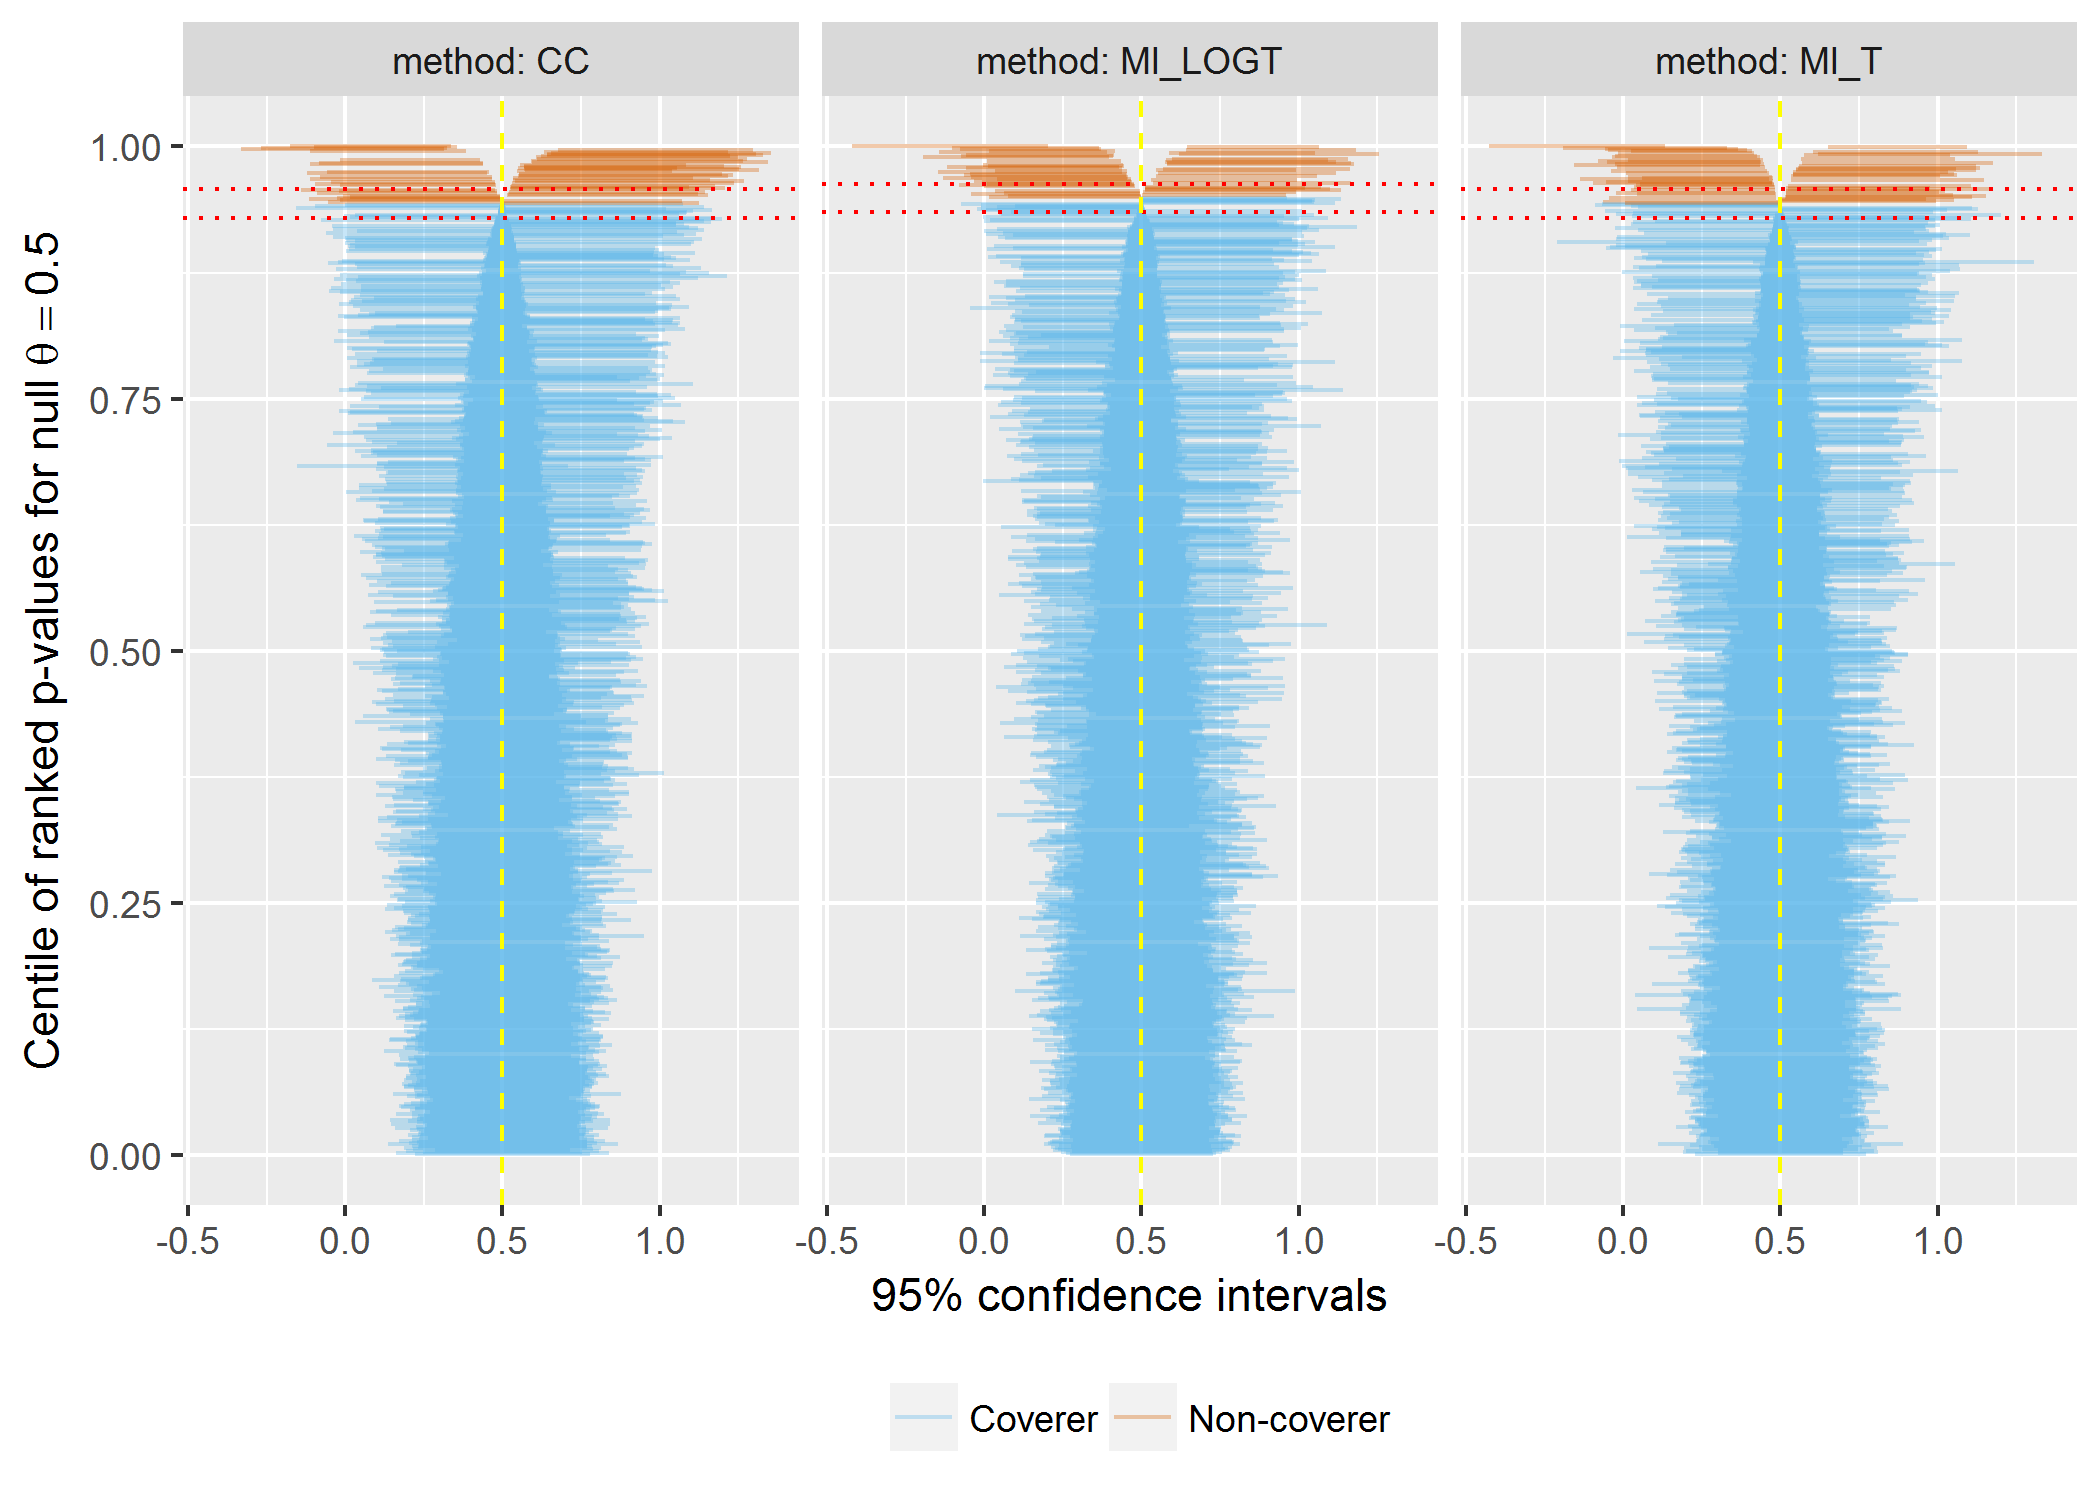 method: CC
method: MI_LOGT
method: MI_T
Centile of ranked p-values for null θ = 0.5
1.00
0.75
0.50
0.25
0.00
-0.5 0.0 0.5 1.0
-0.5 0.0 0.5 1.0
-0.5 0.0 0.5 1.0
95% confidence intervals
Coverer
Non-coverer